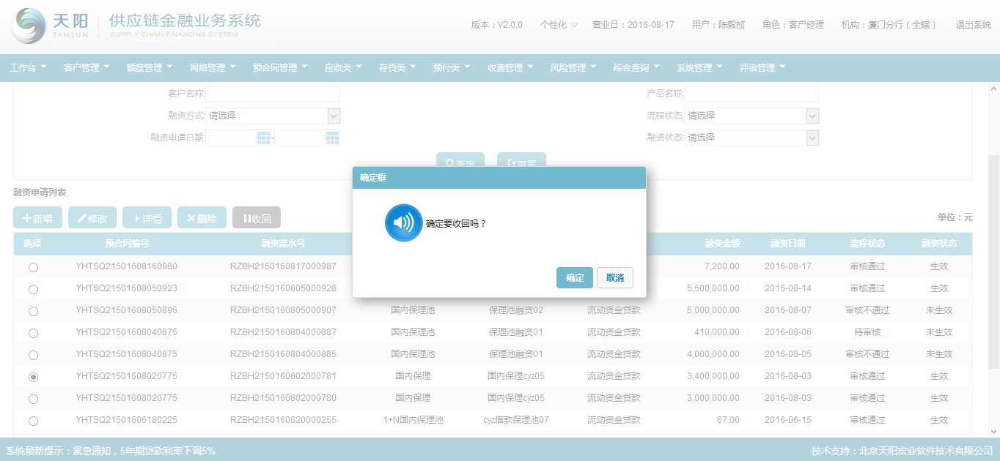 天阳
TANSUN
供应链金融业务系统
SUPPLY CHAIN FINANCING SYSTEM
版本：V2.0.0 个性化 营业日：2016-08-17 用户：陈毅桢 角色：客户经理 机构：厦门分行（全辖） 退出系统
工作台 客户管理 额度管理 网络管理 预合同管理 应收类 存货类 预付类 收费管理 风险管理 综合查询 系统管理 评级管理
客户名称: 产品名称:
融资方式: 请选择 流程状态: 请选择
融资申请日期: - 融资状态: 请选择
查询 重置
确定框
确定要收回吗？
确定 取消
融资申请列表
新增 修改 详情 删除 收回 单位：元
选择 预合同编号 融资流水号 融资金额 融资日期 流程状态 融资状态
YHTSQ21501608160980 RZBH2150160817000987 7,200.00 2016-08-17 审核通过 生效
YHTSQ21501608050923 RZBH2150160805000928 5,500,000.00 2016-08-14 审核通过 生效
YHTSQ21501608050896 RZBH2150160805000907 国内保理池 保理池融资02 流动资金贷款 5,000,000.00 2016-08-07 审核不通过 未生效
YHTSQ21501608040875 RZBH2150160804000887 国内保理池 保理池融资01 流动资金贷款 410,000.00 2016-08-06 待审核 未生效
YHTSQ21501608040875 RZBH2150160804000885 国内保理池 保理池融资01 流动资金贷款 4,000,000.00 2016-08-05 审核不通过 未生效
YHTSQ21501608020775 RZBH2150160802000781 国内保理 国内保理cyz05 流动资金贷款 3,400,000.00 2016-08-03 审核通过 生效
YHTSQ21501608020775 RZBH2150160802000780 国内保理 国内保理cyz05 流动资金贷款 3,000,000.00 2016-08-03 审核通过 生效
YHTSQ21501606180225 RZBH2150160620000255 1+N国内保理池 cyz借款保理池07 流动资金贷款 67.00 2016-06-15 审核通过 生效
系统最新提示：紧急通知，5年期贷款利率下调5% 技术支持：北京天阳宏业软件技术有限公司